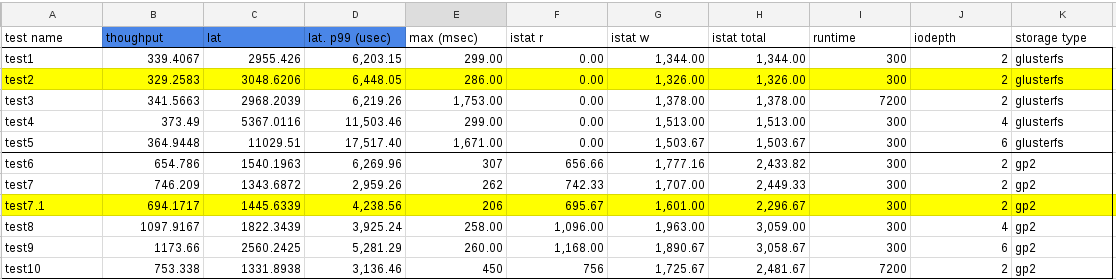 A B C D E F G H I J K
test name thoughput lat lat. p99 (usec) max (msec) istat r istat w istat total runtime iodepth storage type
test1 339.4067 2955.426 6,203.15 299.00 0.00 1,344.00 1,344.00 300 2 glusterfs
test2 329.2583 3048.6206 6,448.05 286.00 0.00 1,326.00 1,326.00 300 2 glusterfs
test3 341.5663 2968.2039 6,219.26 1,753.00 0.00 1,378.00 1,378.00 7200 2 glusterfs
test4 373.49 5367.0116 11,503.46 299.00 0.00 1,513.00 1,513.00 300 4 glusterfs
test5 364.9448 11029.51 17,517.40 1,671.00 0.00 1,503.67 1,503.67 300 6 glusterfs
test6 654.786 1540.1963 6,269.96 307 656.66 1,777.16 2,433.82 300 2 gp2
test7 746.209 1343.6872 2,959.26 262 742.33 1,707.00 2,449.33 300 2 gp2
test7.1 694.1717 1445.6339 4,238.56 206 695.67 1,601.00 2,296.67 300 2 gp2
test8 1097.9167 1822.3439 3,925.24 258.00 1,096.00 1,963.00 3,059.00 300 4 gp2
test9 1173.66 2560.2425 5,281.29 260.00 1,168.00 1,890.67 3,058.67 300 6 gp2
test10 753.338 1331.8938 3,136.46 450 756 1,725.67 2,481.67 7200 2 gp2